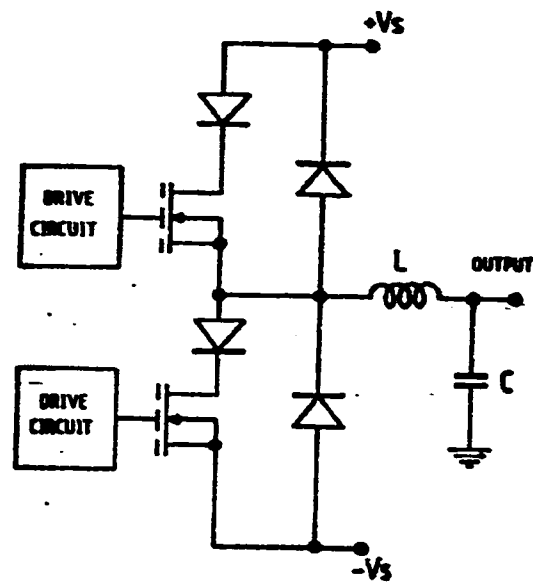 +Vs
DRIVE
CIRCUIT
L
OUTPUT
DRIVE
CIRCUIT
C
-Vs